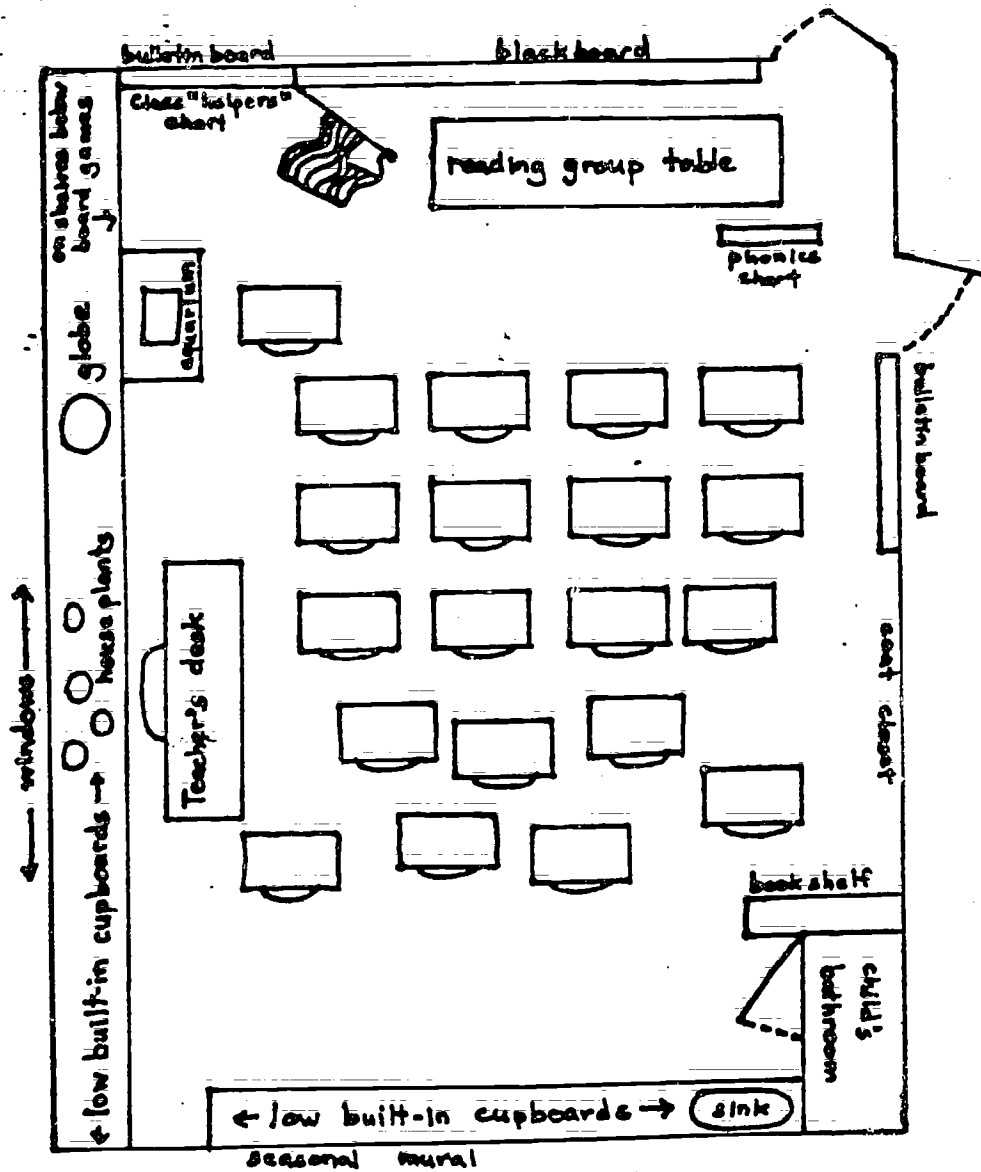 bulletin board
blackboard
Class "helpers"
chart
on shelves below
board games
reading group table
phonics
chart
aquarium
globe
bulletin board
house plants
Teacher's desk
← windows →
coat closet
← low built-in cupboards →
book shelf
child's
bathroom
← low built-in cupboards →
sink
seasonal mural